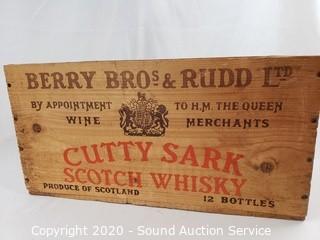 BERRY BROS & RUDD LTD
BY APPOINTMENT TO H.M. THE QUEEN
WINE MERCHANTS
CUTTY SARK
SCOTCH WHISKY
PRODUCE OF SCOTLAND 12 BOTTLES
Copyright 2020 - Sound Auction Service